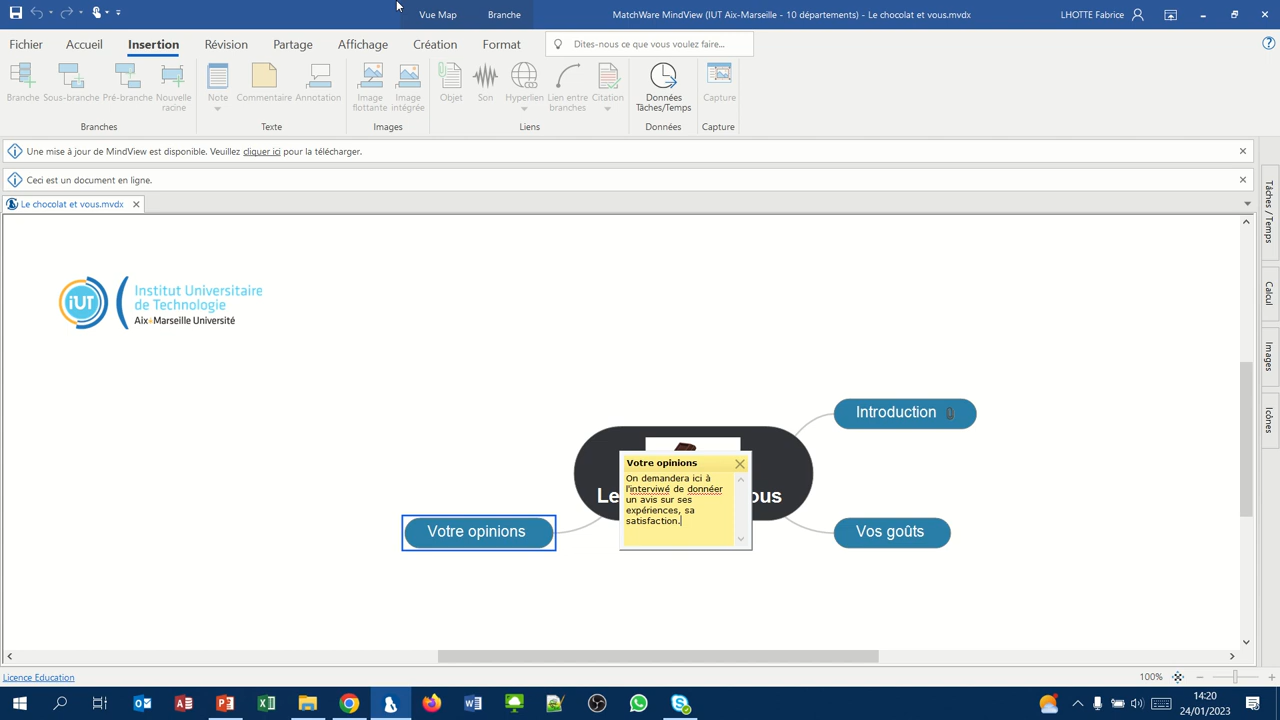 Vue Map
Branche
MatchWare MindView (IUT Aix-Marseille - 10 départements) - Le chocolat et vous.mvdx
LHOTTE Fabrice
Fichier
Accueil
Insertion
Révision
Partage
Affichage
Création
Format
Dites-nous ce que vous voulez faire...
Branche
Sous-branche
Pré-branche
Nouvelle
racine
Note
Commentaire
Annotation
Image
flottante
Image
intégrée
Objet
Son
Hyperlien
Lien entre
branches
Citation
Données
Tâches/Temps
Capture
Branches
Texte
Images
Liens
Données
Capture
Une mise à jour de MindView est disponible. Veuillez cliquer ici pour la télécharger.
Ceci est un document en ligne.
Le chocolat et vous.mvdx
Tâches / Temps
Calcul
Images
Icônes
iUT
Institut Universitaire
de Technologie
Aix*Marseille Université
Introduction
Votre opinions
On demandera ici à
l'interviwé de donnéer
un avis sur ses
expériences, sa
satisfaction.
Le
ous
Votre opinions
Vos goûts
Licence Education
100%
14:20
24/01/2023